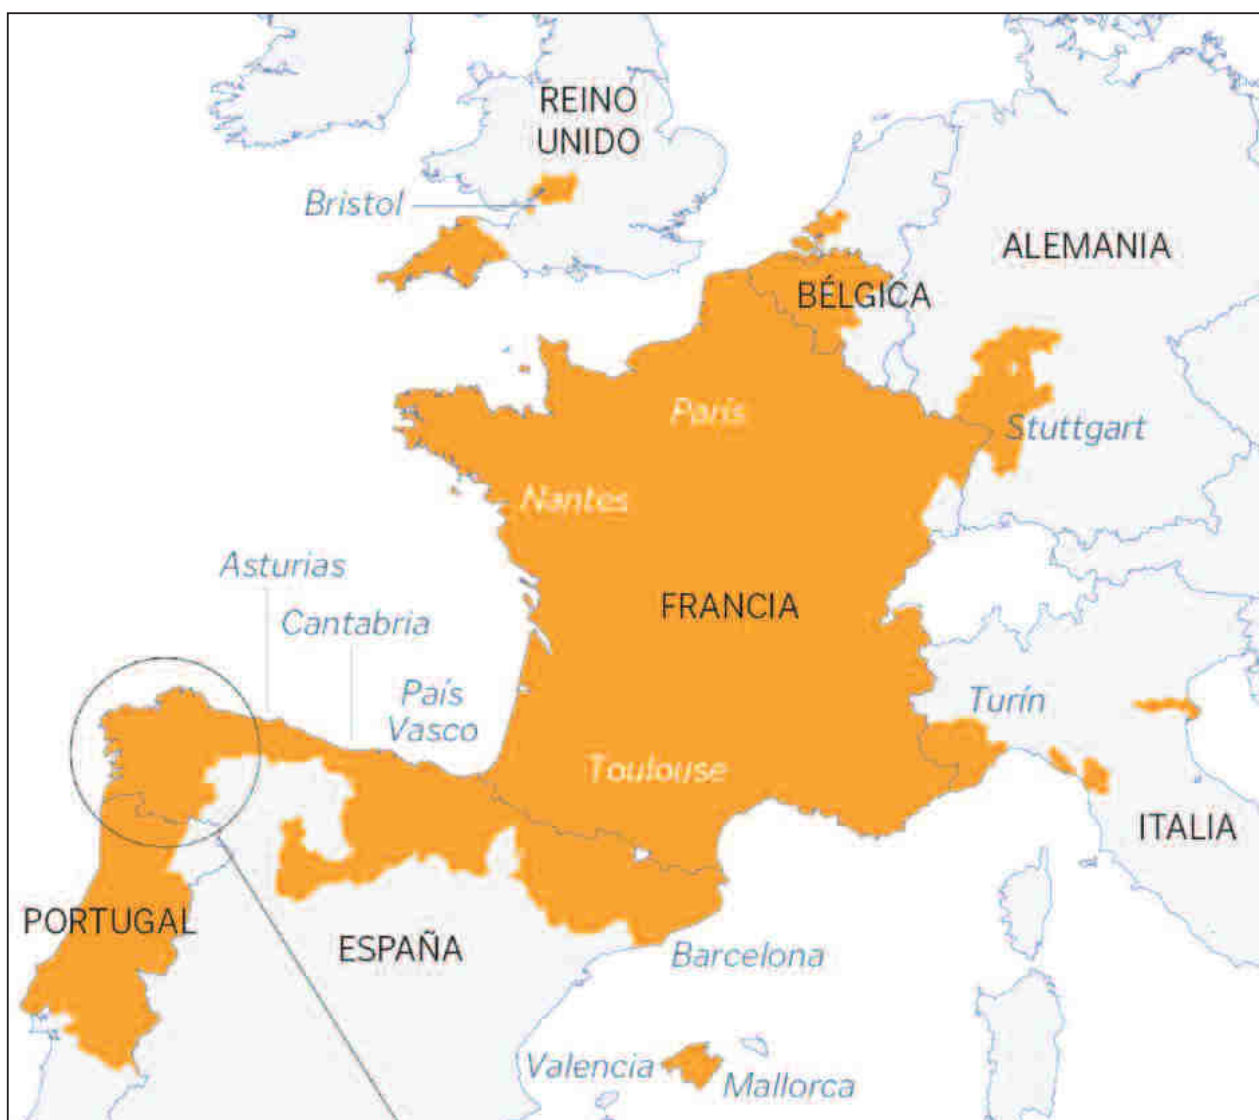 REINO
UNIDO
Bristol
ALEMANIA
BÉLGICA
París
Stuttgart
Nantes
Asturias
Cantabria
FRANCIA
País
Vasco
Turín
Toulouse
ITALIA
PORTUGAL
ESPAÑA
Barcelona
Valencia
Mallorca